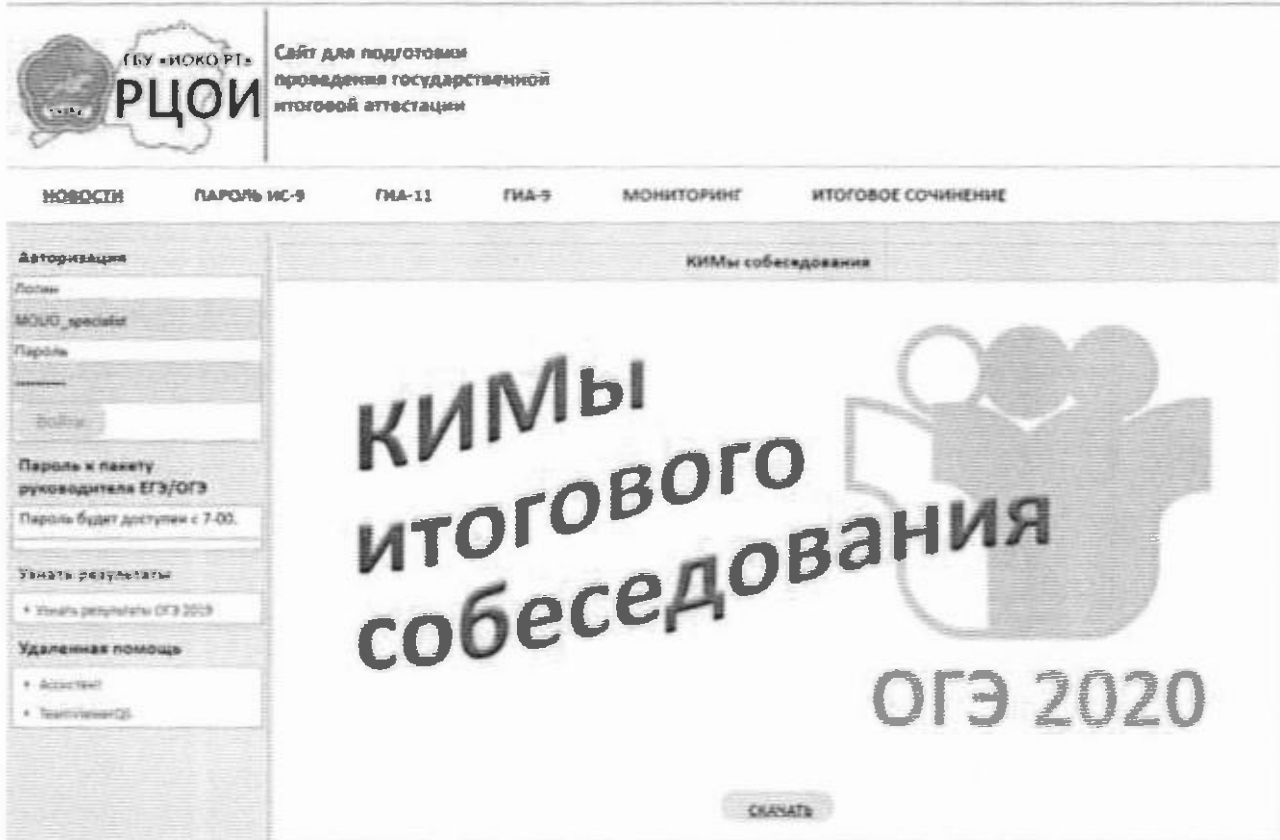 ГБУ «ИОКО РТ»
РЦОИ
Сайт для подготовки
проведения государственной
итоговой аттестации
НОВОСТИ ПАРОЛЬ ИС-9 ГИА-11 ГИА-9 МОНИТОРИНГ ИТОГОВОЕ СОЧИНЕНИЕ
Авторизация
Логин
MOUO_specialist
Пароль
Войти
Пароль к пакету
руководителя ЕГЭ/ОГЭ
Пароль будет доступен с 7-00.
Узнать результаты
• Узнать результаты ОГЭ 2019
Удаленная помощь
• Ассистент
• TeamViewerQS
КИМы собеседования
КИМы
итогового
собеседования
ОГЭ 2020
СКАЧАТЬ